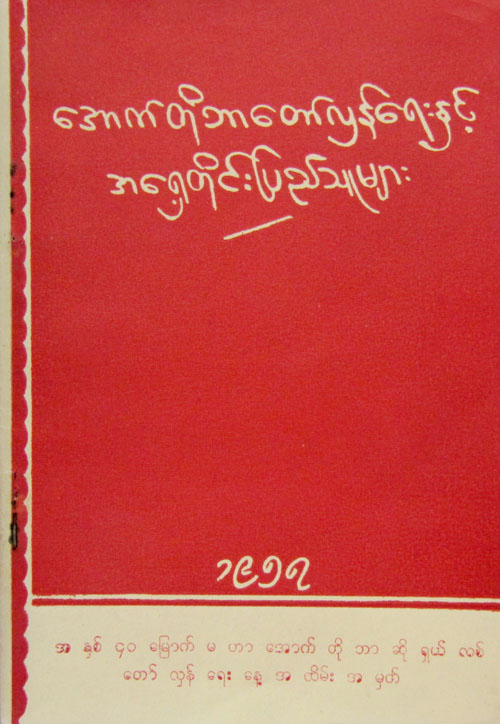 အောက်တိုဘာတော်လှန်ရေးနှင့်
အရှေ့တိုင်းပြည်သူများ
၁၉၅၇
အ နှစ် ၄၀ မြောက် မ ဟာ အောက် တို ဘာ ဆို ရှယ် လစ်
တော် လှန် ရေး နေ့ အ ထိမ်း အ မှတ်